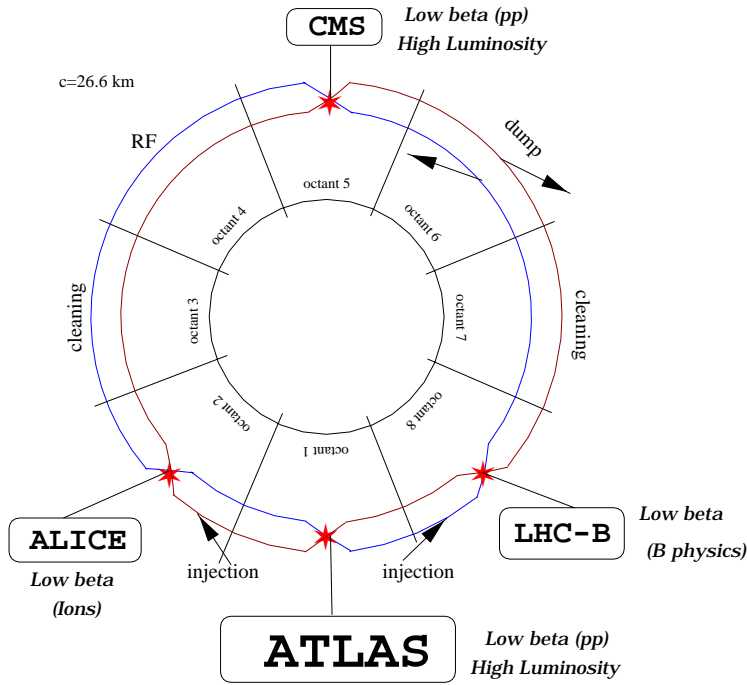 CMS
Low beta (pp)
High Luminosity
c=26.6 km
RF
dump
octant 5
octant 4
octant 6
cleaning
octant 3
octant 7
cleaning
octant 2
octant 8
octant 1
ALICE
Low beta
(Ions)
injection
injection
LHC-B
Low beta
(B physics)
ATLAS
Low beta (pp)
High Luminosity